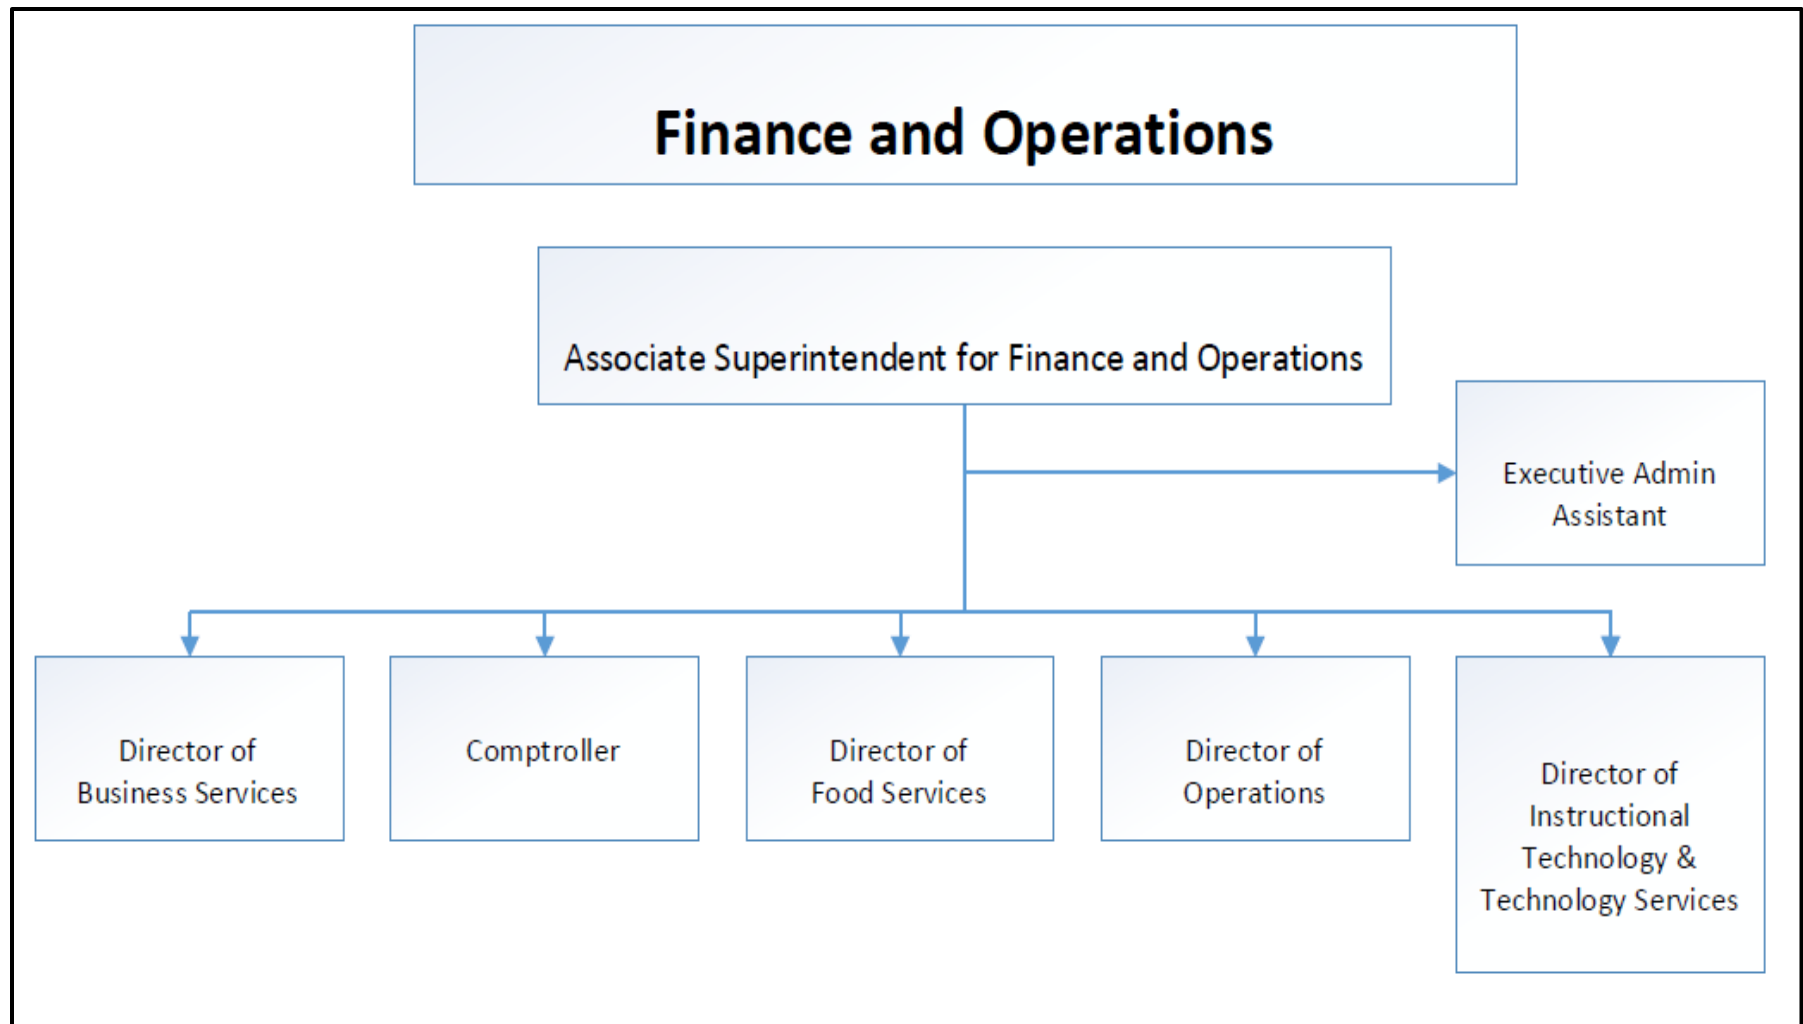 Finance and Operations
Associate Superintendent for Finance and Operations
Executive Admin
Assistant
Director of
Business Services
Comptroller
Director of
Food Services
Director of
Operations
Director of
Instructional
Technology &
Technology Services